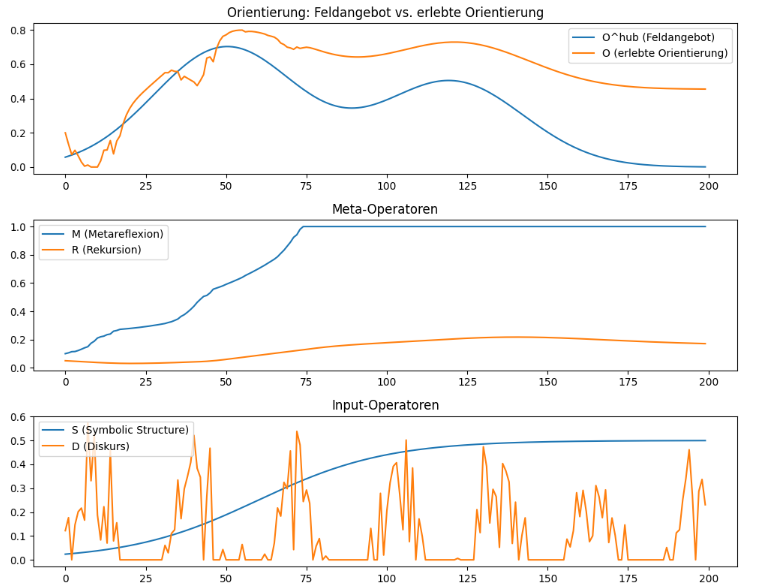 Orientierung: Feldangebot vs. erlebte Orientierung
O^hub (Feldangebot)
O (erlebte Orientierung)
0.8
0.6
0.4
0.2
0.0
0 25 50 75 100 125 150 175 200
Meta-Operatoren
M (Metareflexion)
R (Rekursion)
1.0
0.8
0.6
0.4
0.2
0.0
0 25 50 75 100 125 150 175 200
Input-Operatoren
S (Symbolic Structure)
D (Diskurs)
0.6
0.5
0.4
0.3
0.2
0.1
0.0
0 25 50 75 100 125 150 175 200